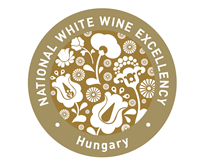 · NATIONAL WHITE WINE EXCELLENCY ·
Hungary